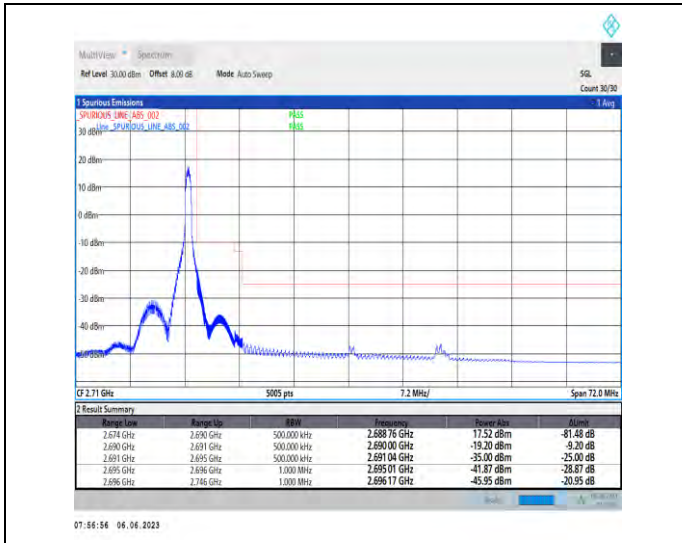 MultiView Spectrum
Ref Level 30.00 dBm Offset 8.00 dB Mode Auto Sweep SGL
Count 30/30
1 Spurious Emissions 1 Avg
_SPURIOUS_LINE_ABS_002 PASS
Line _SPURIOUS_LINE_ABS_002 PASS
30 dBm
20 dBm
10 dBm
0 dBm
-10 dBm
-20 dBm
-30 dBm
-40 dBm
-50 dBm
CF 2.71 GHz 5005 pts 7.2 MHz/ Span 72.0 MHz
2 Result Summary
Range Low Range Up RBW Frequency Power Abs ΔLimit
2.674 GHz 2.690 GHz 500.000 kHz 2.688 76 GHz 17.52 dBm -81.48 dB
2.690 GHz 2.691 GHz 500.000 kHz 2.690 00 GHz -19.20 dBm -9.20 dB
2.691 GHz 2.695 GHz 500.000 kHz 2.691 04 GHz -35.00 dBm -25.00 dB
2.695 GHz 2.696 GHz 1.000 MHz 2.695 01 GHz -41.87 dBm -28.87 dB
2.696 GHz 2.746 GHz 1.000 MHz 2.696 17 GHz -45.95 dBm -20.95 dB
07:56:56 06.06.2023